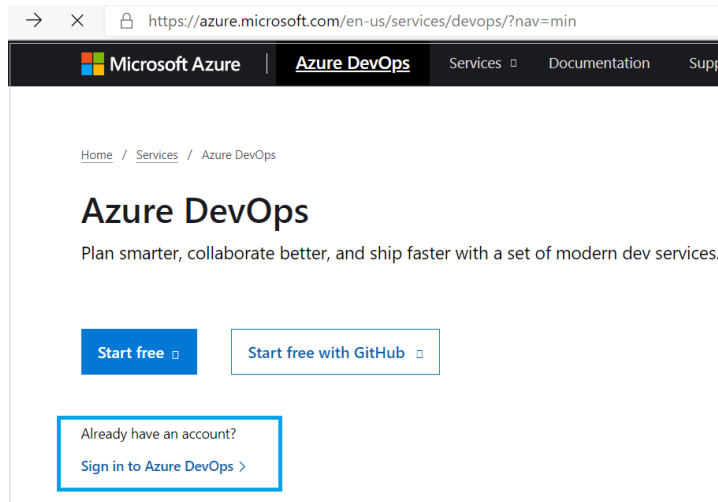 https://azure.microsoft.com/en-us/services/devops/?nav=min
Microsoft Azure | Azure DevOps Services Documentation
Home / Services / Azure DevOps
Azure DevOps
Plan smarter, collaborate better, and ship faster with a set of modern dev services.
Start free Start free with GitHub
Already have an account?
Sign in to Azure DevOps >